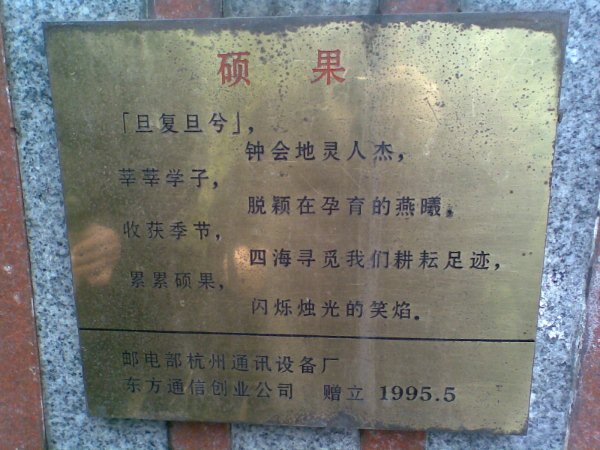 硕 果
「旦复旦兮」，
钟会地灵人杰，
莘莘学子，
脱颖在孕育的燕曦。
收获季节，
四海寻觅我们耕耘足迹，
累累硕果，
闪烁烛光的笑焰。
邮电部杭州通讯设备厂
东方通信创业公司 赠立 1995.5